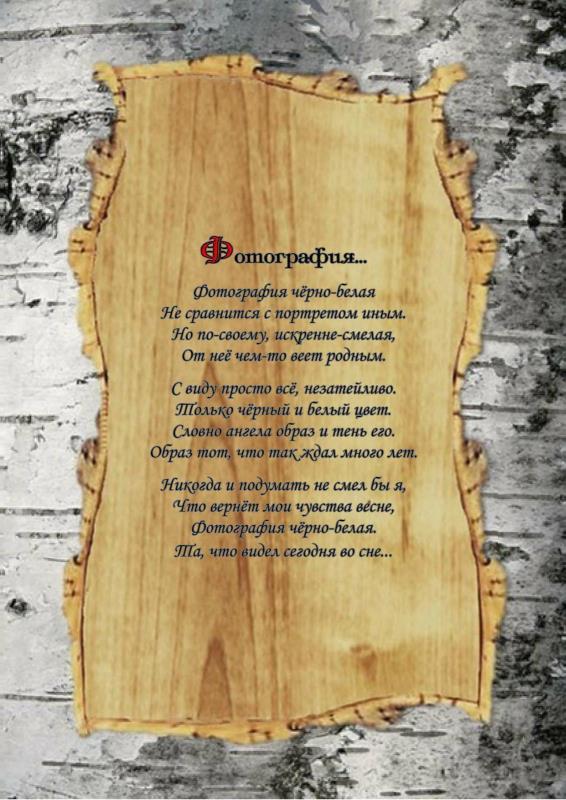 Фотография...
Фотография чёрно-белая
Не сравнится с портретом иным.
Но по-своему, искренне-смелая,
От неё чем-то веет родным.
С виду просто всё, незатейливо.
Только чёрный и белый цвет.
Словно ангела образ и тень его.
Образ тот, что так ждал много лет.
Никогда и подумать не смел бы я,
Что вернёт мои чувства весне,
Фотография чёрно-белая.
Та, что видел сегодня во сне...